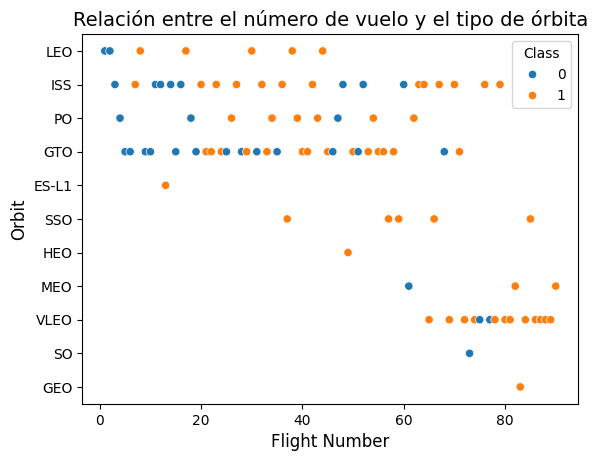 Relación entre el número de vuelo y el tipo de órbita
Class
0
1
Orbit
LEO
ISS
PO
GTO
ES-L1
SSO
HEO
MEO
VLEO
SO
GEO
0
20
40
60
80
Flight Number